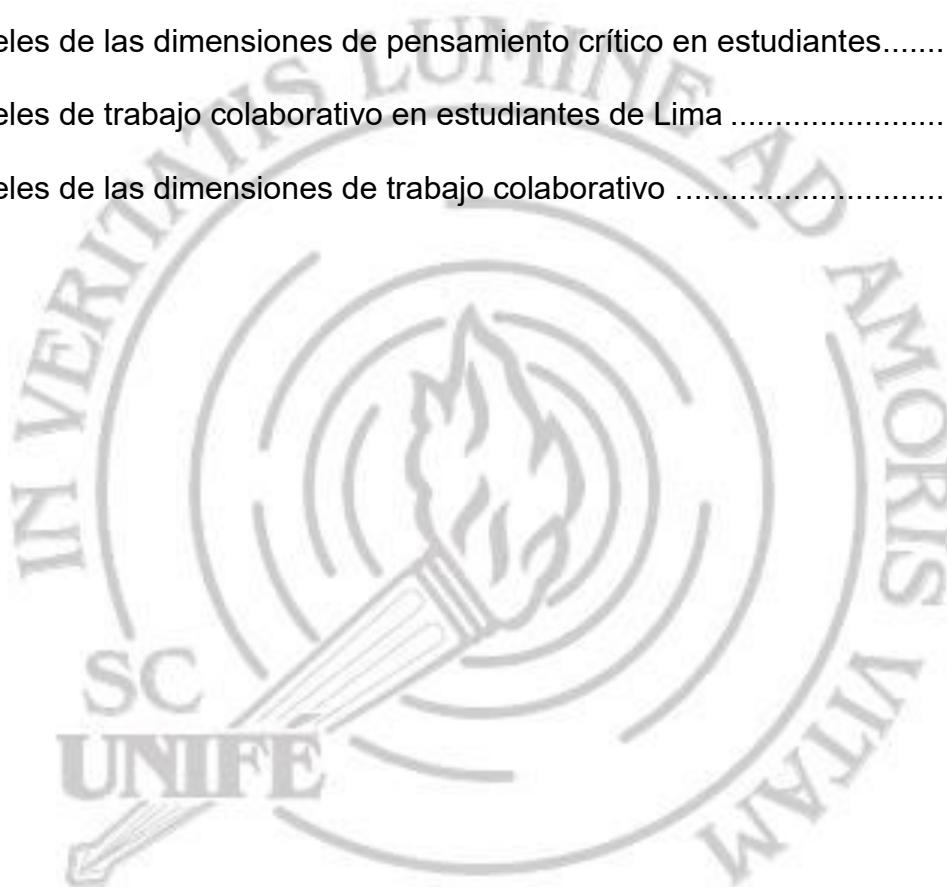 eles de las dimensiones de pensamiento crítico en estudiantes.......
eles de trabajo colaborativo en estudiantes de Lima ........................
eles de las dimensiones de trabajo colaborativo ..............................
IN VERITATIS LUMINE AD AMORIS VITAM
SC
UNIFE